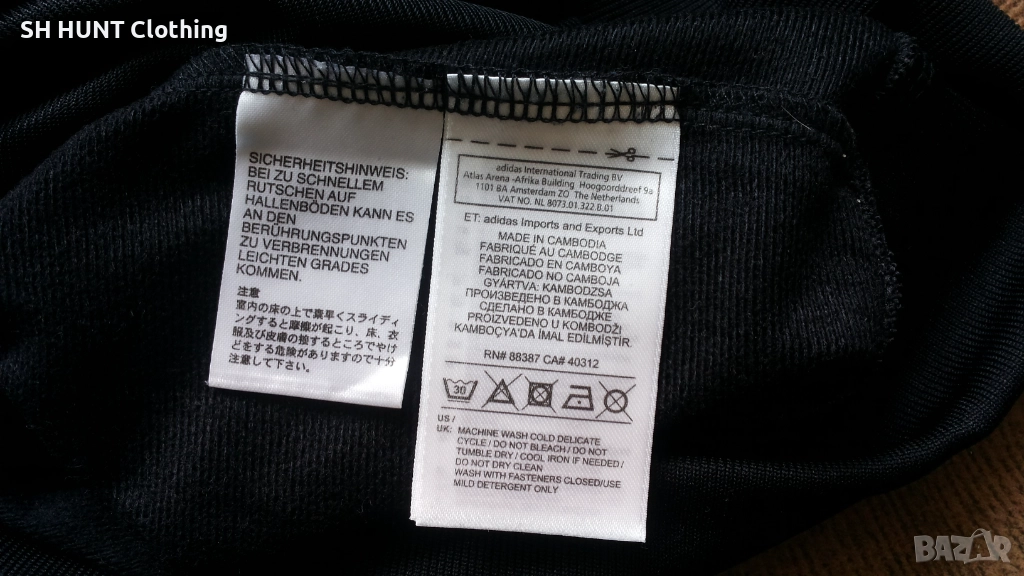 SH HUNT Clothing
SICHERHEITSHINWEIS:
BEI ZU SCHNELLEM
RUTSCHEN AUF
HALLENBÖDEN KANN ES
AN DEN
BERÜHRUNGSPUNKTEN
ZU VERBRENNUNGEN
LEICHTEN GRADES
KOMMEN.
注意
室内の床の上で素早くスライディ
ングすると摩擦が起こり、床、衣
服及び皮膚の接するところでやけ
どをする危険がありますので十分
注意して下さい。
adidas International Trading BV
Atlas Arena -Afrika Building Hoogoorddreef 9a
1101 BA Amsterdam ZO The Netherlands
VAT NO. NL 8073.01.322.B.01
ET: adidas Imports and Exports Ltd
MADE IN CAMBODIA
FABRIQUÉ AU CAMBODGE
FABRICADO EN CAMBOYA
FABRICADO NO CAMBOJA
GYÁRTVA: KAMBODZSA
ПРОИЗВЕДЕНО В КАМБОДЖА
СДЕЛАНО В КАМБОДЖЕ
PROIZVEDENO U KOMBODŽI
KAMBOÇYA'DA İMAL EDİLMİŞTİR.
RN# 88387 CA# 40312
30
US /
UK: MACHINE WASH COLD DELICATE
CYCLE / DO NOT BLEACH / DO NOT
TUMBLE DRY / COOL IRON IF NEEDED /
DO NOT DRY CLEAN
WASH WITH FASTENERS CLOSED/USE
MILD DETERGENT ONLY
BAZAR